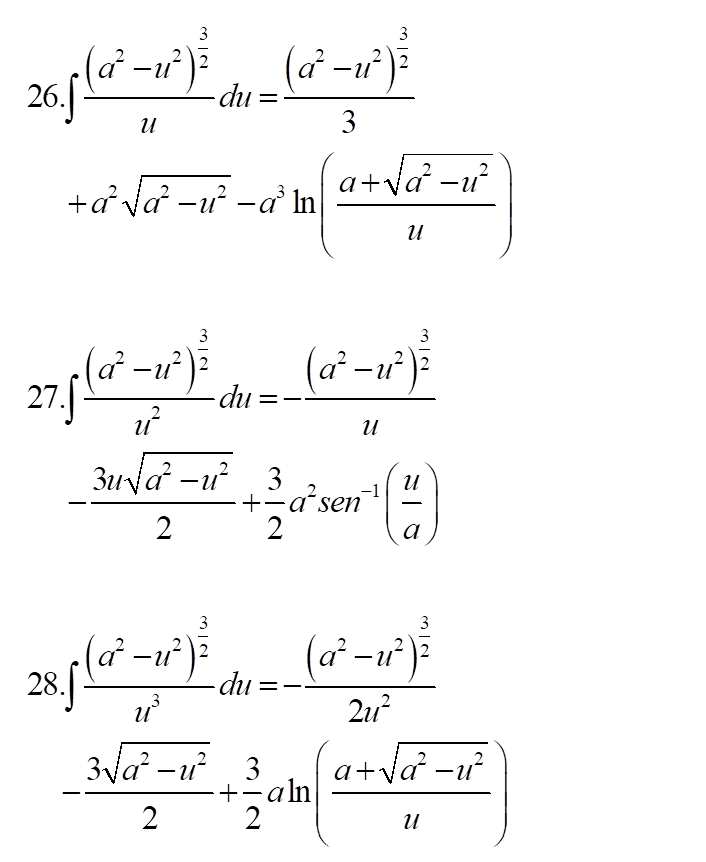 26. ∫ (a² − u²)^(3/2) / u du = (a² − u²)^(3/2) / 3
+ a² √(a² − u²) − a³ ln( (a + √(a² − u²)) / u )
27. ∫ (a² − u²)^(3/2) / u² du = − (a² − u²)^(3/2) / u
− 3u√(a² − u²) / 2 + 3/2 a² sen⁻¹( u / a )
28. ∫ (a² − u²)^(3/2) / u³ du = − (a² − u²)^(3/2) / 2u²
− 3√(a² − u²) / 2 + 3/2 a ln( (a + √(a² − u²)) / u )